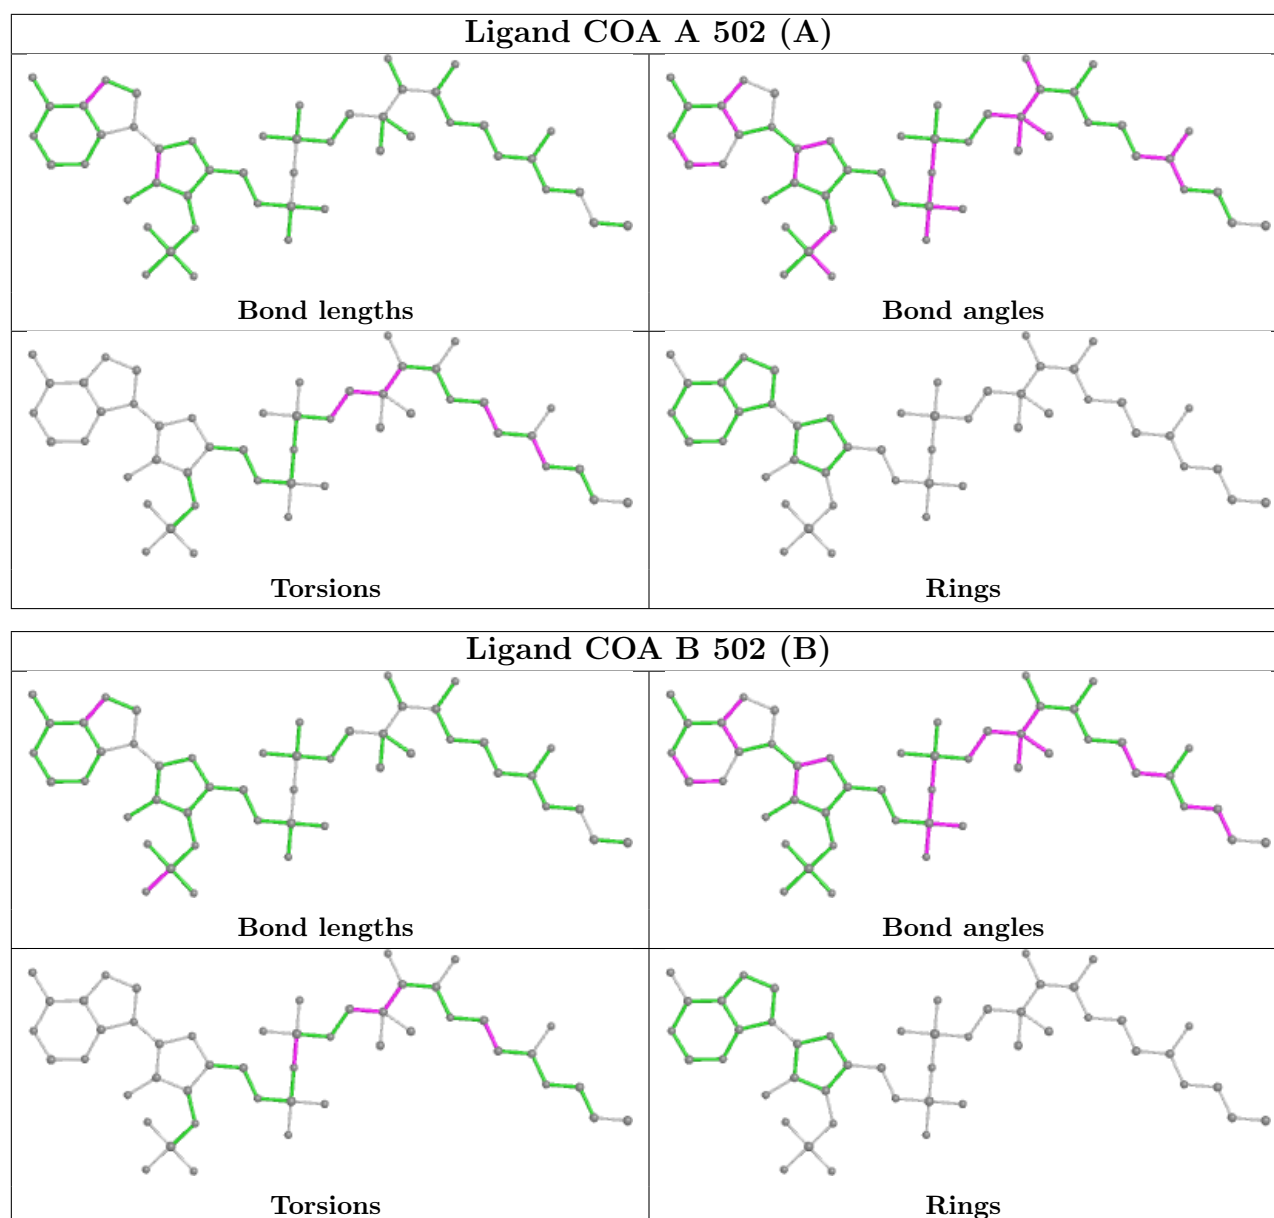 Ligand COA A 502 (A)
Bond lengths
Bond angles
Torsions
Rings
Ligand COA B 502 (B)
Bond lengths
Bond angles
Torsions
Rings